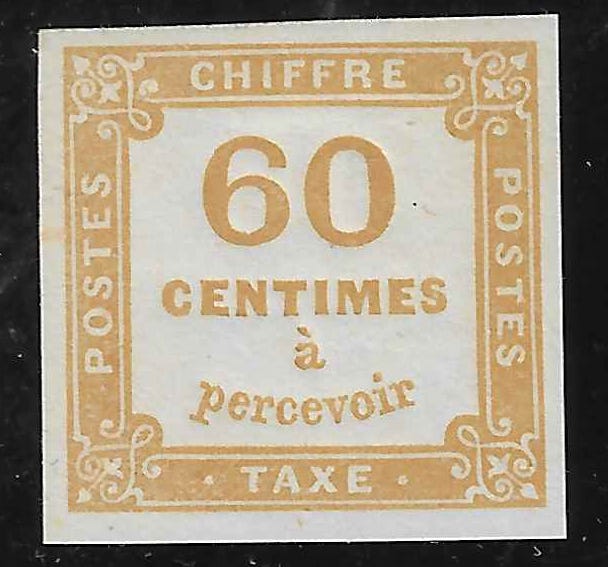 CHIFFRE
POSTES
60
CENTIMES
à
percevoir
POSTES
· TAXE ·